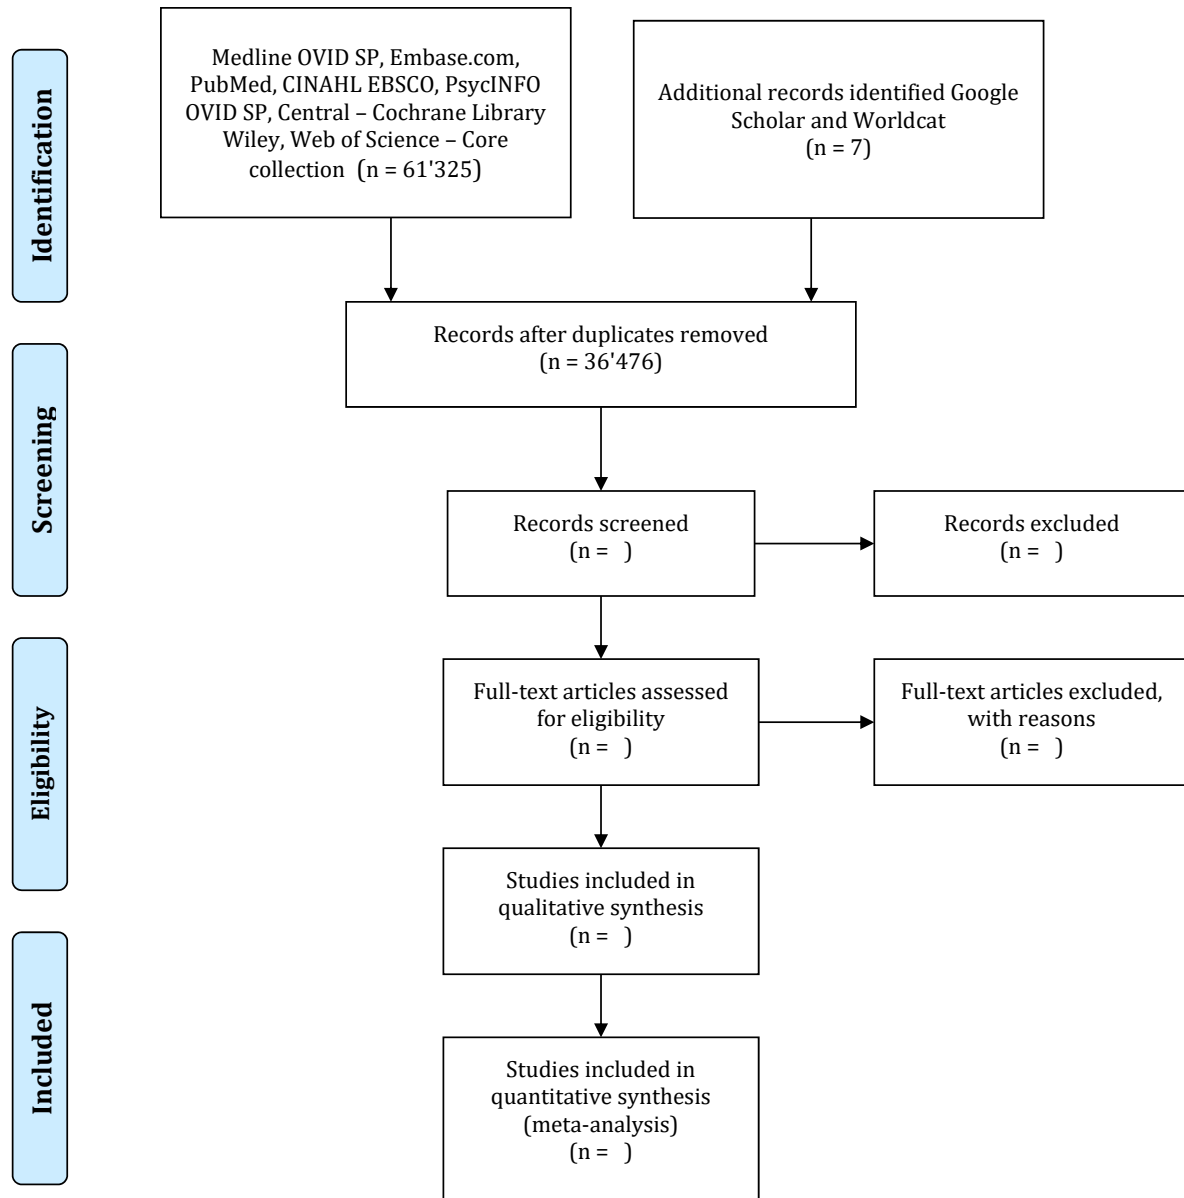 Identification
Medline OVID SP, Embase.com,
PubMed, CINAHL EBSCO, PsycINFO
OVID SP, Central – Cochrane Library
Wiley, Web of Science – Core
collection  (n = 61'325)
Additional records identified Google
Scholar and Worldcat
(n = 7)
Records after duplicates removed
(n = 36'476)
Screening
Records screened
(n =   )
Records excluded
(n =   )
Eligibility
Full-text articles assessed
for eligibility
(n =   )
Full-text articles excluded,
with reasons
(n =   )
Studies included in
qualitative synthesis
(n =   )
Included
Studies included in
quantitative synthesis
(meta-analysis)
(n =   )